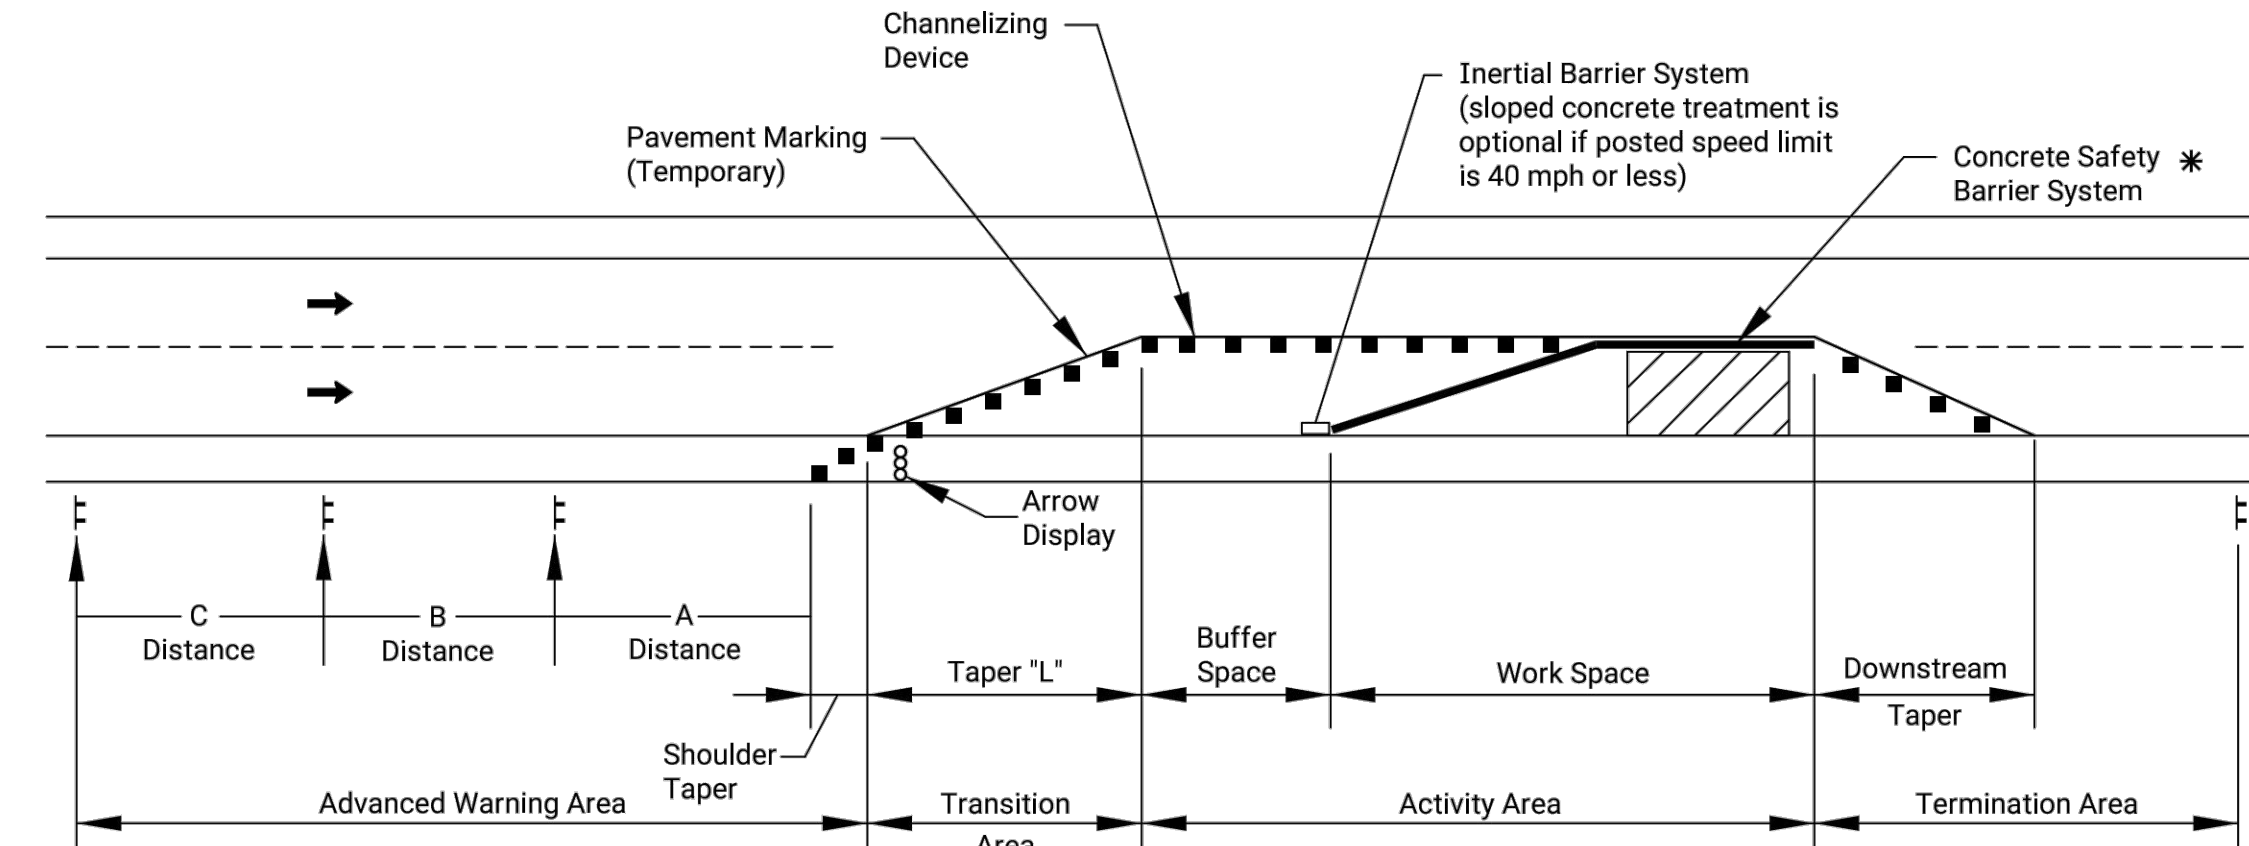 Channelizing
Device
Inertial Barrier System
(sloped concrete treatment is
optional if posted speed limit
is 40 mph or less)
Pavement Marking
(Temporary)
Concrete Safety *
Barrier System
Arrow
Display
C
Distance
B
Distance
A
Distance
Taper "L"
Buffer
Space
Work Space
Downstream
Taper
Shoulder
Taper
Advanced Warning Area
Transition
Area
Activity Area
Termination Area